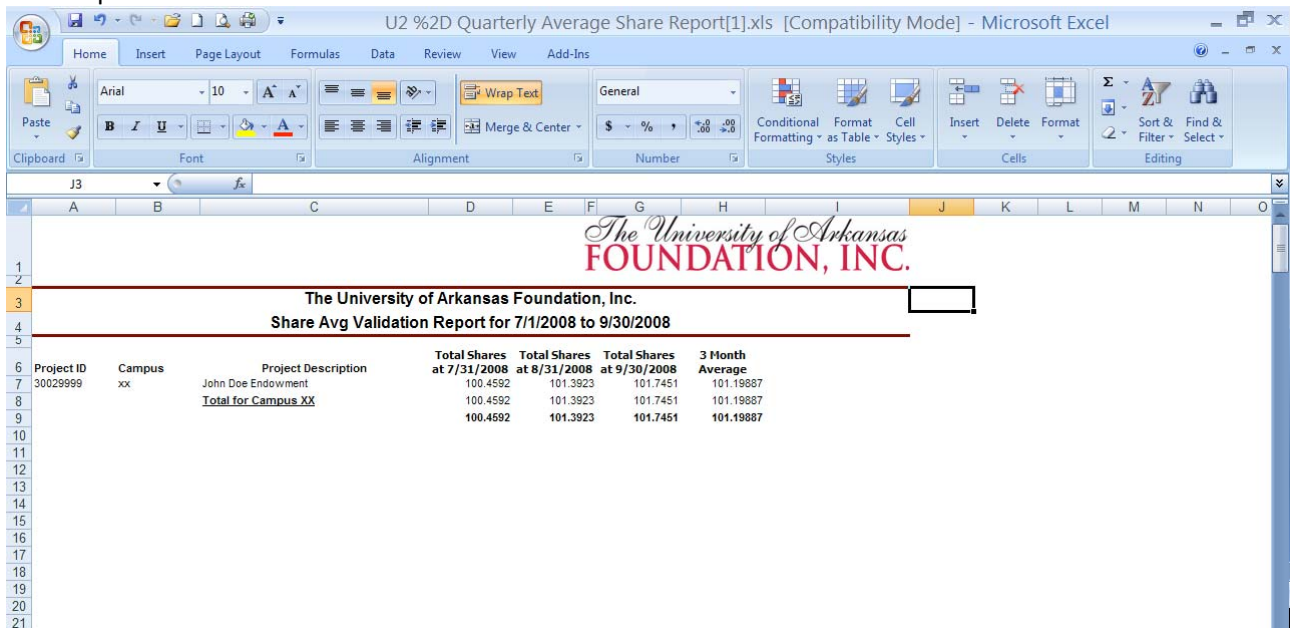 U2 %2D Quarterly Average Share Report[1].xls [Compatibility Mode] - Microsoft Excel
Home Insert Page Layout Formulas Data Review View Add-Ins
Arial 10 A A Wrap Text General Σ
Paste B I U A Merge & Center $ % , .00 .0 Conditional Formatting as Table Cell Styles Insert Delete Format Sort & Filter Find & Select
Clipboard Font Alignment Number Styles Cells Editing
J3 fx
A B C D E F G H I J K L M N O
The University of Arkansas
FOUNDATION, INC.
1
2
3 The University of Arkansas Foundation, Inc.
4 Share Avg Validation Report for 7/1/2008 to 9/30/2008
5
Total Shares Total Shares Total Shares 3 Month
6 Project ID Campus Project Description at 7/31/2008 at 8/31/2008 at 9/30/2008 Average
7 30029999 xx John Doe Endowment 100.4592 101.3923 101.7451 101.19887
8 Total for Campus XX 100.4592 101.3923 101.7451 101.19887
9 100.4592 101.3923 101.7451 101.19887
10
11
12
13
14
15
16
17
18
19
20
21